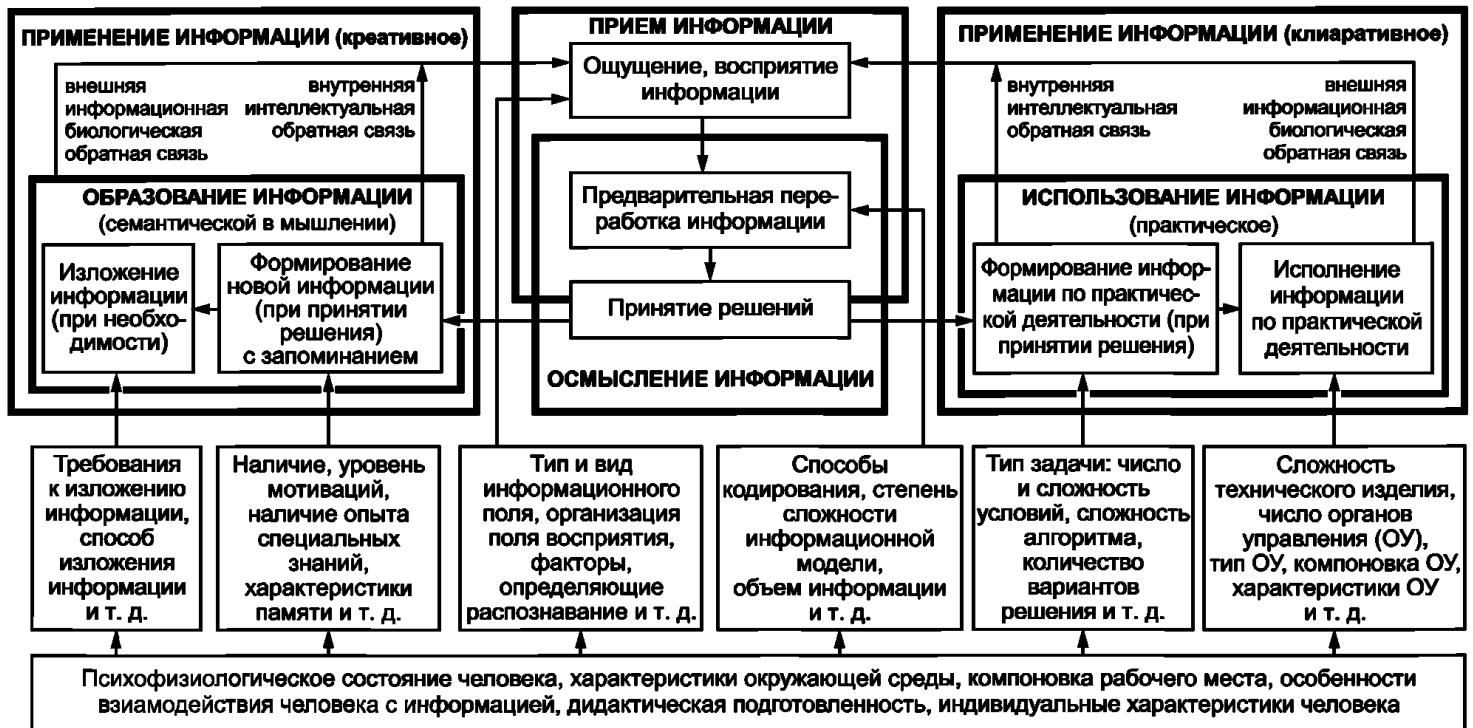 ПРИМЕНЕНИЕ ИНФОРМАЦИИ (креативное)
внешняя
информационная
биологическая
обратная связь
внутренняя
интеллектуальная
обратная связь
ОБРАЗОВАНИЕ ИНФОРМАЦИИ
(семантической в мышлении)
Изложение
информации
(при необхо-
димости)
Формирование
новой информации
(при принятии
решения)
с запоминанием
ПРИЕМ ИНФОРМАЦИИ
Ощущение, восприятие
информации
Предварительная пере-
работка информации
Принятие решений
ОСМЫСЛЕНИЕ ИНФОРМАЦИИ
ПРИМЕНЕНИЕ ИНФОРМАЦИИ (клиаративное)
внутренняя
интеллектуальная
обратная связь
внешняя
информационная
биологическая
обратная связь
ИСПОЛЬЗОВАНИЕ ИНФОРМАЦИИ
(практическое)
Формирование инфор-
мации по практичес-
кой деятельности (при
принятии решения)
Исполнение
информации
по практической
деятельности
Требования
к изложению
информации,
способ
изложения
информации
и т. д.
Наличие, уровень
мотиваций,
наличие опыта
специальных
знаний,
характеристики
памяти и т. д.
Тип и вид
информационного
поля, организация
поля восприятия,
факторы,
определяющие
распознавание и т. д.
Способы
кодирования, степень
сложности
информационной
модели,
объем информации
и т. д.
Тип задачи: число
и сложность
условий, сложность
алгоритма,
количество
вариантов
решения и т. д.
Сложность
технического изделия,
число органов
управления (ОУ),
тип ОУ, компоновка ОУ,
характеристики ОУ
и т. д.
Психофизиологическое состояние человека, характеристики окружающей среды, компоновка рабочего места, особенности
взиамодействия человека с информацией, дидактическая подготовленность, индивидуальные характеристики человека